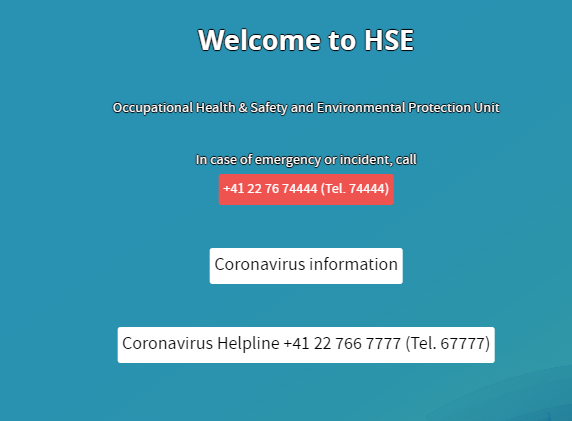 Welcome to HSE
Occupational Health & Safety and Environmental Protection Unit
In case of emergency or incident, call
+41 22 76 74444 (Tel. 74444)
Coronavirus information
Coronavirus Helpline +41 22 766 7777 (Tel. 67777)